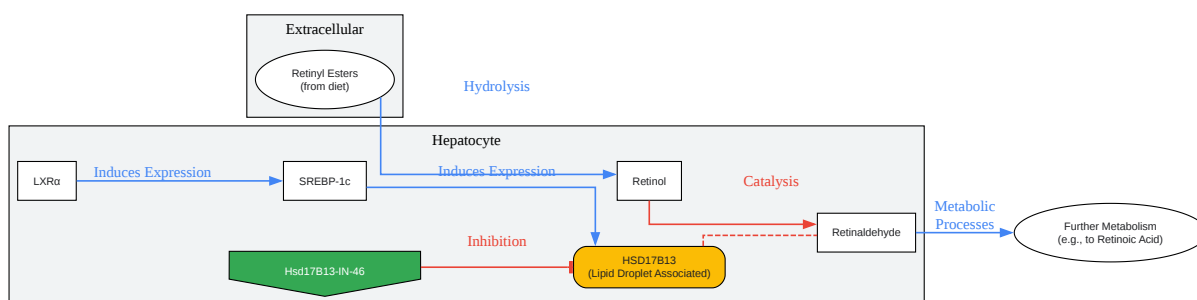 Extracellular
Retinyl Esters
(from diet)
Hydrolysis
Hepatocyte
LXRα
Induces Expression
SREBP-1c
Induces Expression
Retinol
Catalysis
Retinaldehyde
Metabolic
Processes
Further Metabolism
(e.g., to Retinoic Acid)
Hsd17B13-IN-46
Inhibition
HSD17B13
(Lipid Droplet Associated)